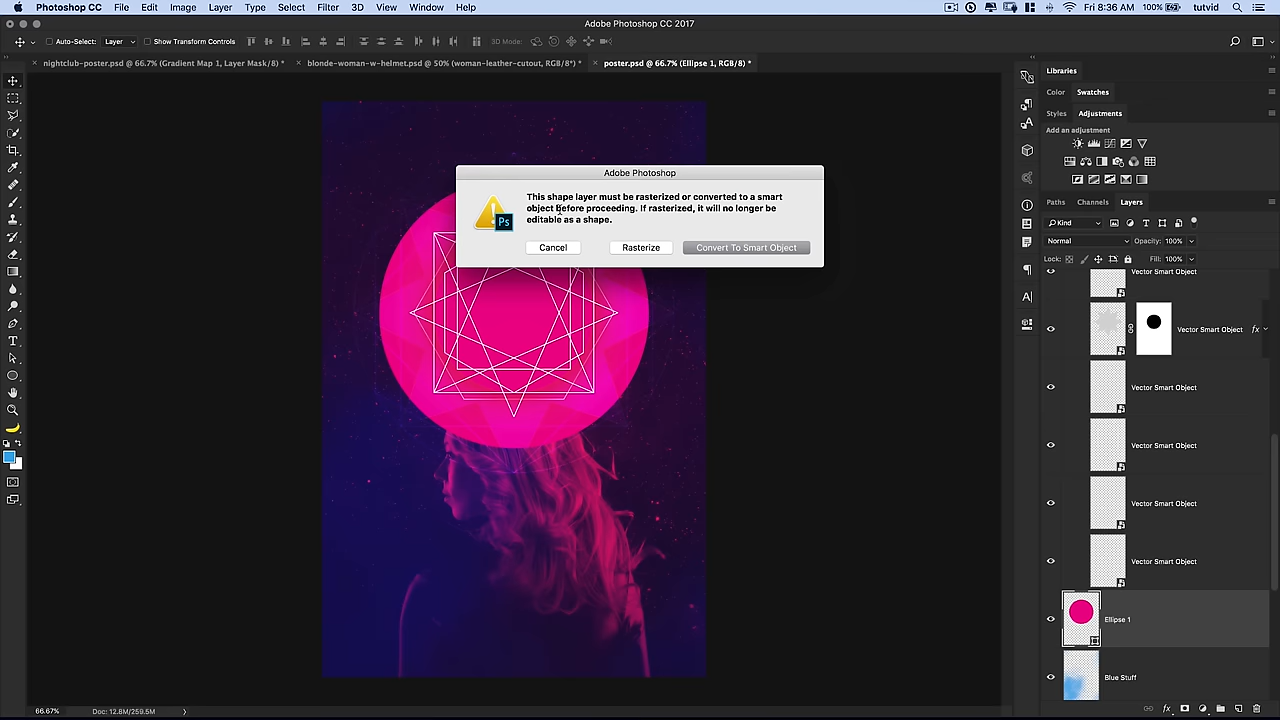 Photoshop CC File Edit Image Layer Type Select Filter 3D View Window Help 100% Fri 8:36 AM tutvid
Adobe Photoshop CC 2017
Auto-Select: Layer Show Transform Controls 3D Mode:
nightclub-poster.psd @ 66.7% (Gradient Map 1, Layer Mask/8) * blonde-woman-w-helmet.psd @ 50% (woman-leather-cutout, RGB/8*) * poster.psd @ 66.7% (Ellipse 1, RGB/8) *
Libraries
Color Swatches
Styles Adjustments
Add an adjustment
Adobe Photoshop
This shape layer must be rasterized or converted to a smart
object before proceeding. If rasterized, it will no longer be
editable as a shape.
Ps
Cancel Rasterize Convert To Smart Object
Paths Channels Layers
Kind
Normal Opacity: 100%
Lock: Fill: 100%
Vector Smart Object
Vector Smart Object fx
Vector Smart Object
Vector Smart Object
Vector Smart Object
Vector Smart Object
Ellipse 1
Blue Stuff
66.67% Doc: 12.8M/259.5M